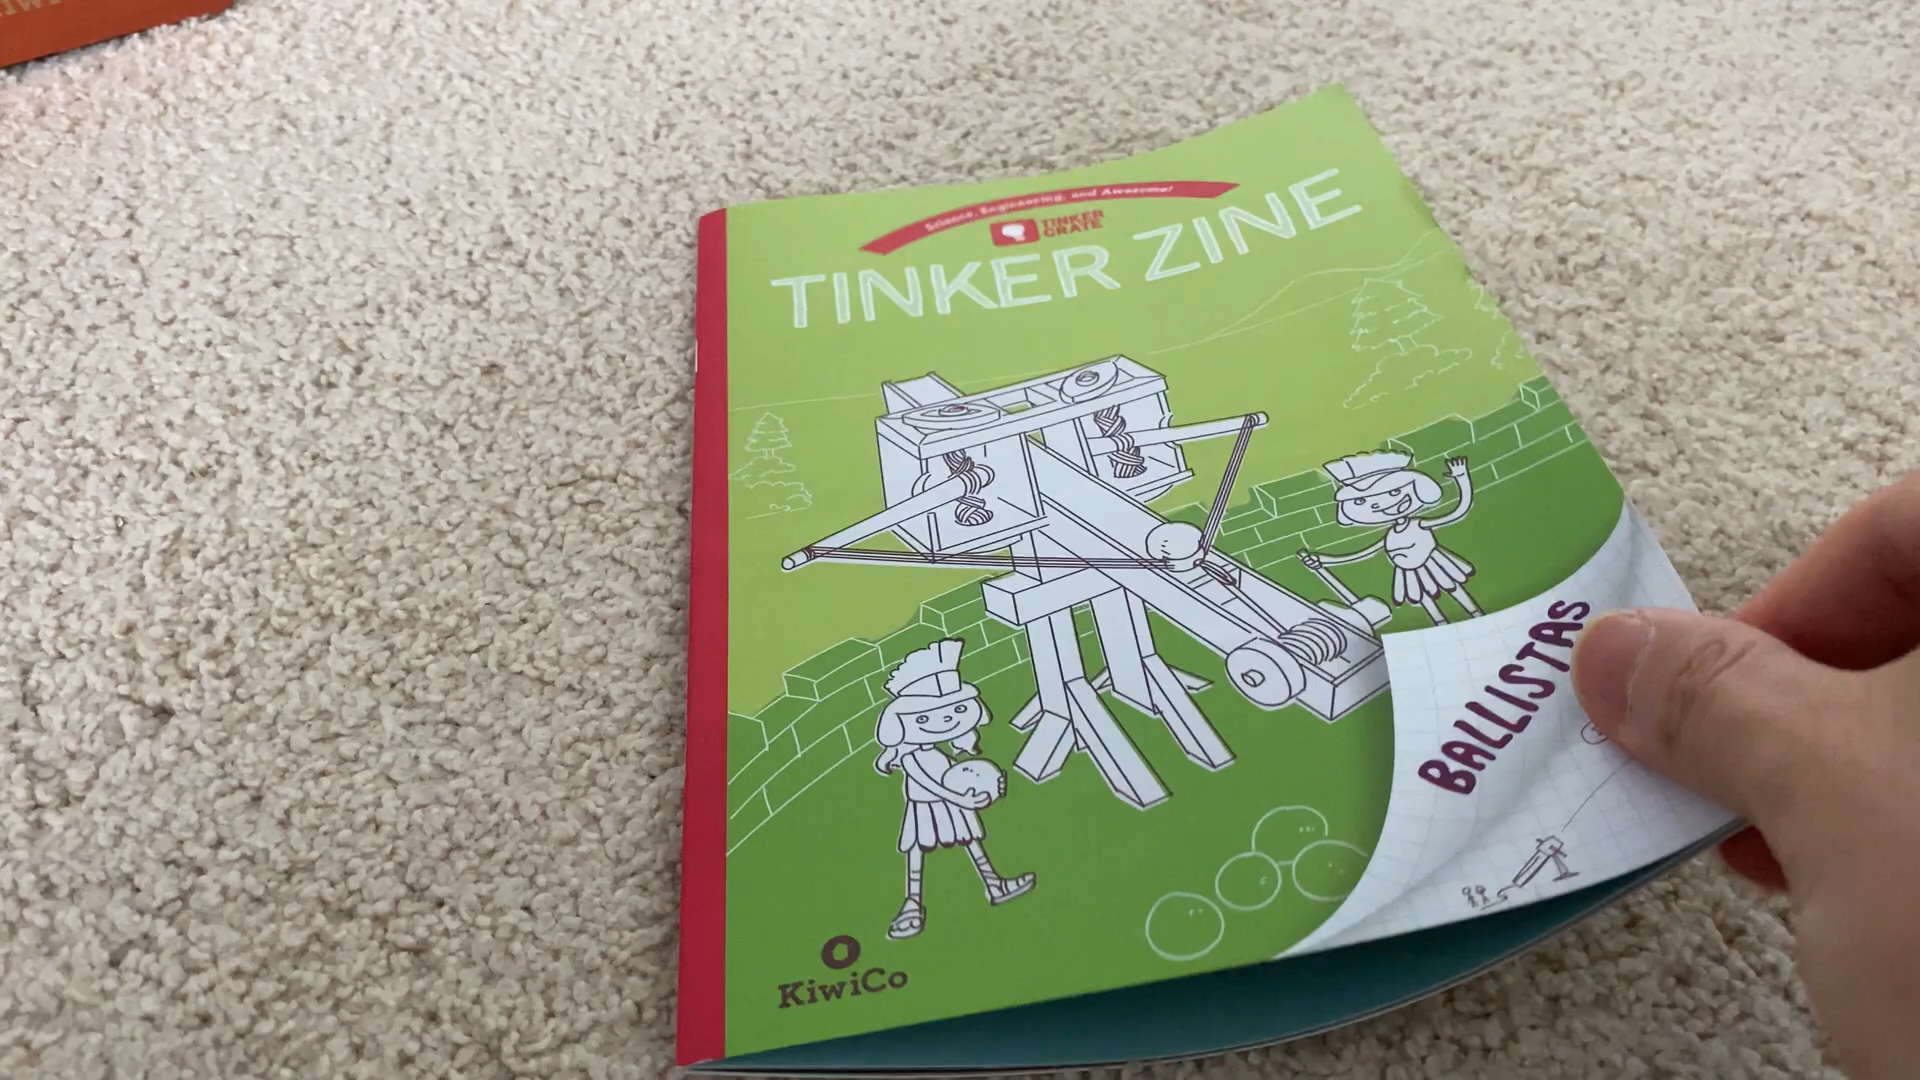 Science, Engineering, and Awesome!
TINKER
CRATE
TINKER ZINE
BALLISTAS
KiwiCo